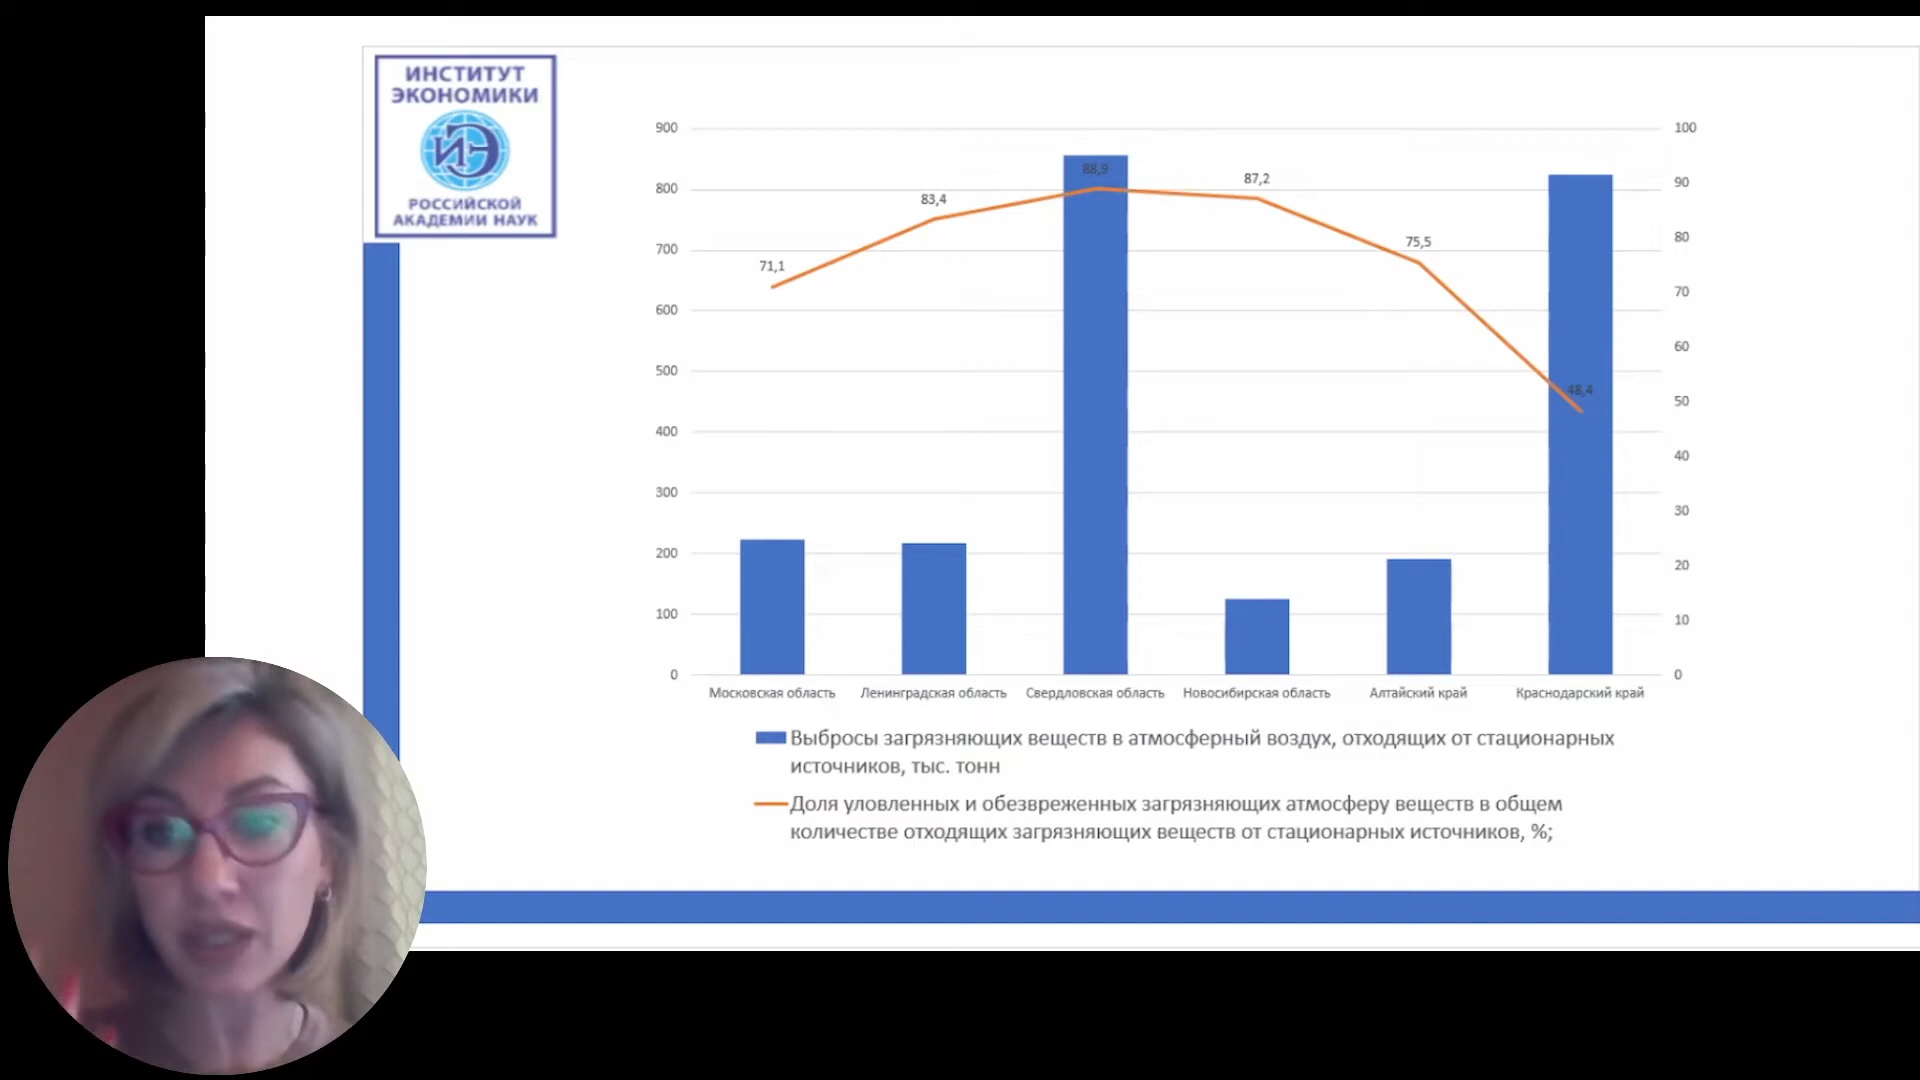 ИНСТИТУТ
ЭКОНОМИКИ
ИЭ
РОССИЙСКОЙ
АКАДЕМИИ НАУК
900
800
700
600
500
400
300
200
100
0
100
90
80
70
60
50
40
30
20
10
0
71,1
83,4
88,9
87,2
75,5
48,4
Московская область
Ленинградская область
Свердловская область
Новосибирская область
Алтайский край
Краснодарский край
Выбросы загрязняющих веществ в атмосферный воздух, отходящих от стационарных
источников, тыс. тонн
Доля уловленных и обезвреженных загрязняющих атмосферу веществ в общем
количестве отходящих загрязняющих веществ от стационарных источников, %;